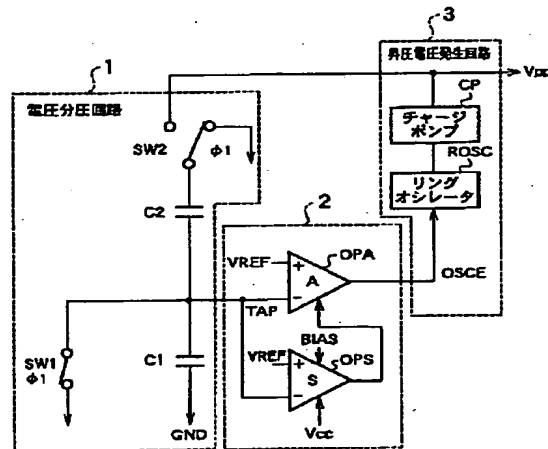 1
3
電圧分圧回路
昇圧電圧発生回路
VPP
CP
チャージ
ポンプ
ROSC
リング
オシレータ
SW2
φ1
C2
2
VREF
+
A
-
OPA
OSCE
TAP
BIAS
VREF
+
S
-
OPS
SW1
φ1
C1
GND
VCC